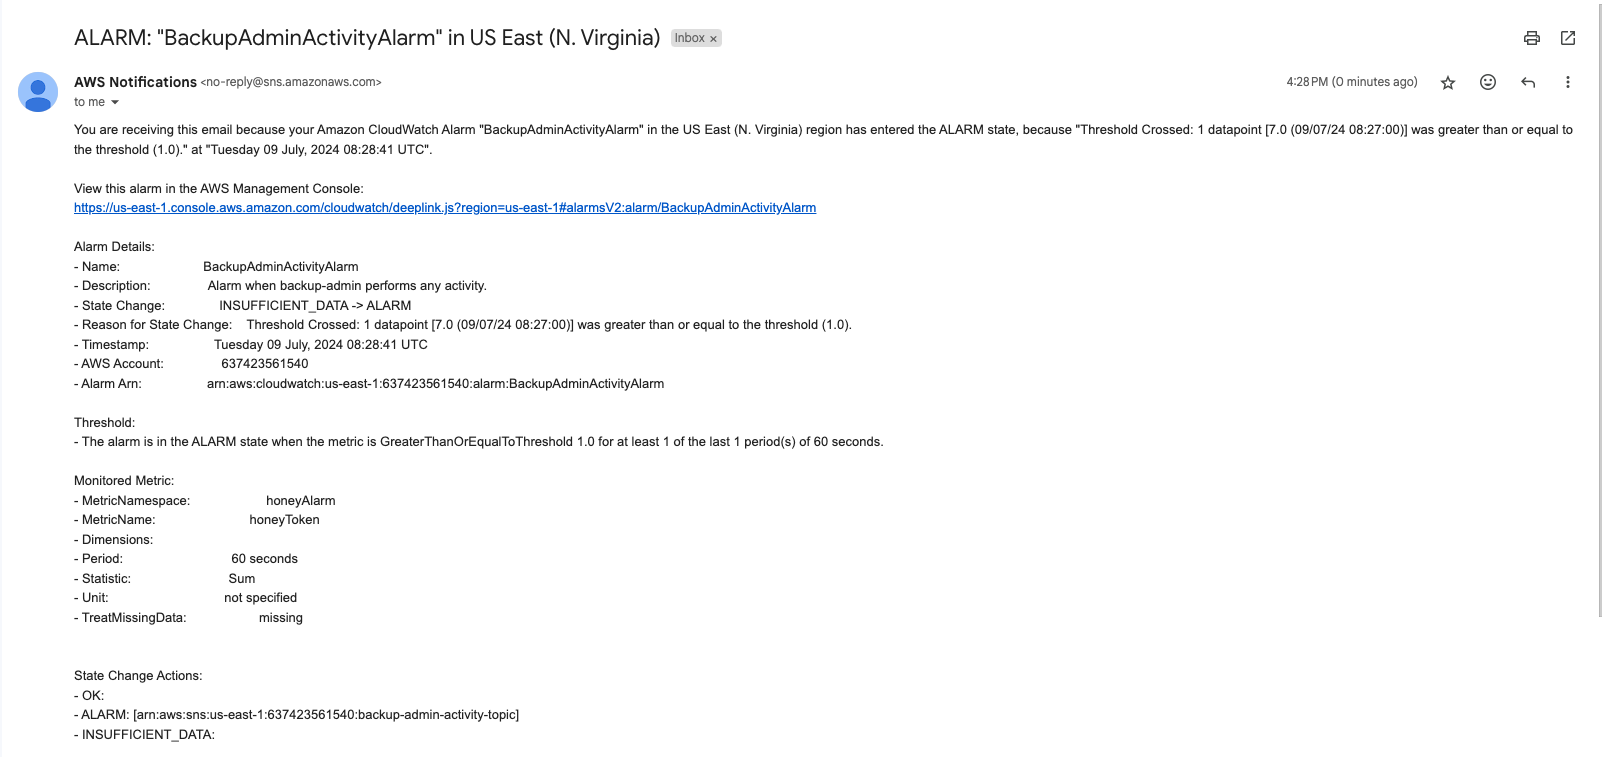 ALARM: "BackupAdminActivityAlarm" in US East (N. Virginia) Inbox ×
AWS Notifications <no-reply@sns.amazonaws.com> 4:28 PM (0 minutes ago)
to me
You are receiving this email because your Amazon CloudWatch Alarm "BackupAdminActivityAlarm" in the US East (N. Virginia) region has entered the ALARM state, because "Threshold Crossed: 1 datapoint [7.0 (09/07/24 08:27:00)] was greater than or equal to
the threshold (1.0)." at "Tuesday 09 July, 2024 08:28:41 UTC".
View this alarm in the AWS Management Console:
https://us-east-1.console.aws.amazon.com/cloudwatch/deeplink.js?region=us-east-1#alarmsV2:alarm/BackupAdminActivityAlarm
Alarm Details:
- Name: BackupAdminActivityAlarm
- Description: Alarm when backup-admin performs any activity.
- State Change: INSUFFICIENT_DATA -> ALARM
- Reason for State Change: Threshold Crossed: 1 datapoint [7.0 (09/07/24 08:27:00)] was greater than or equal to the threshold (1.0).
- Timestamp: Tuesday 09 July, 2024 08:28:41 UTC
- AWS Account: 637423561540
- Alarm Arn: arn:aws:cloudwatch:us-east-1:637423561540:alarm:BackupAdminActivityAlarm
Threshold:
- The alarm is in the ALARM state when the metric is GreaterThanOrEqualToThreshold 1.0 for at least 1 of the last 1 period(s) of 60 seconds.
Monitored Metric:
- MetricNamespace: honeyAlarm
- MetricName: honeyToken
- Dimensions:
- Period: 60 seconds
- Statistic: Sum
- Unit: not specified
- TreatMissingData: missing
State Change Actions:
- OK:
- ALARM: [arn:aws:sns:us-east-1:637423561540:backup-admin-activity-topic]
- INSUFFICIENT_DATA: